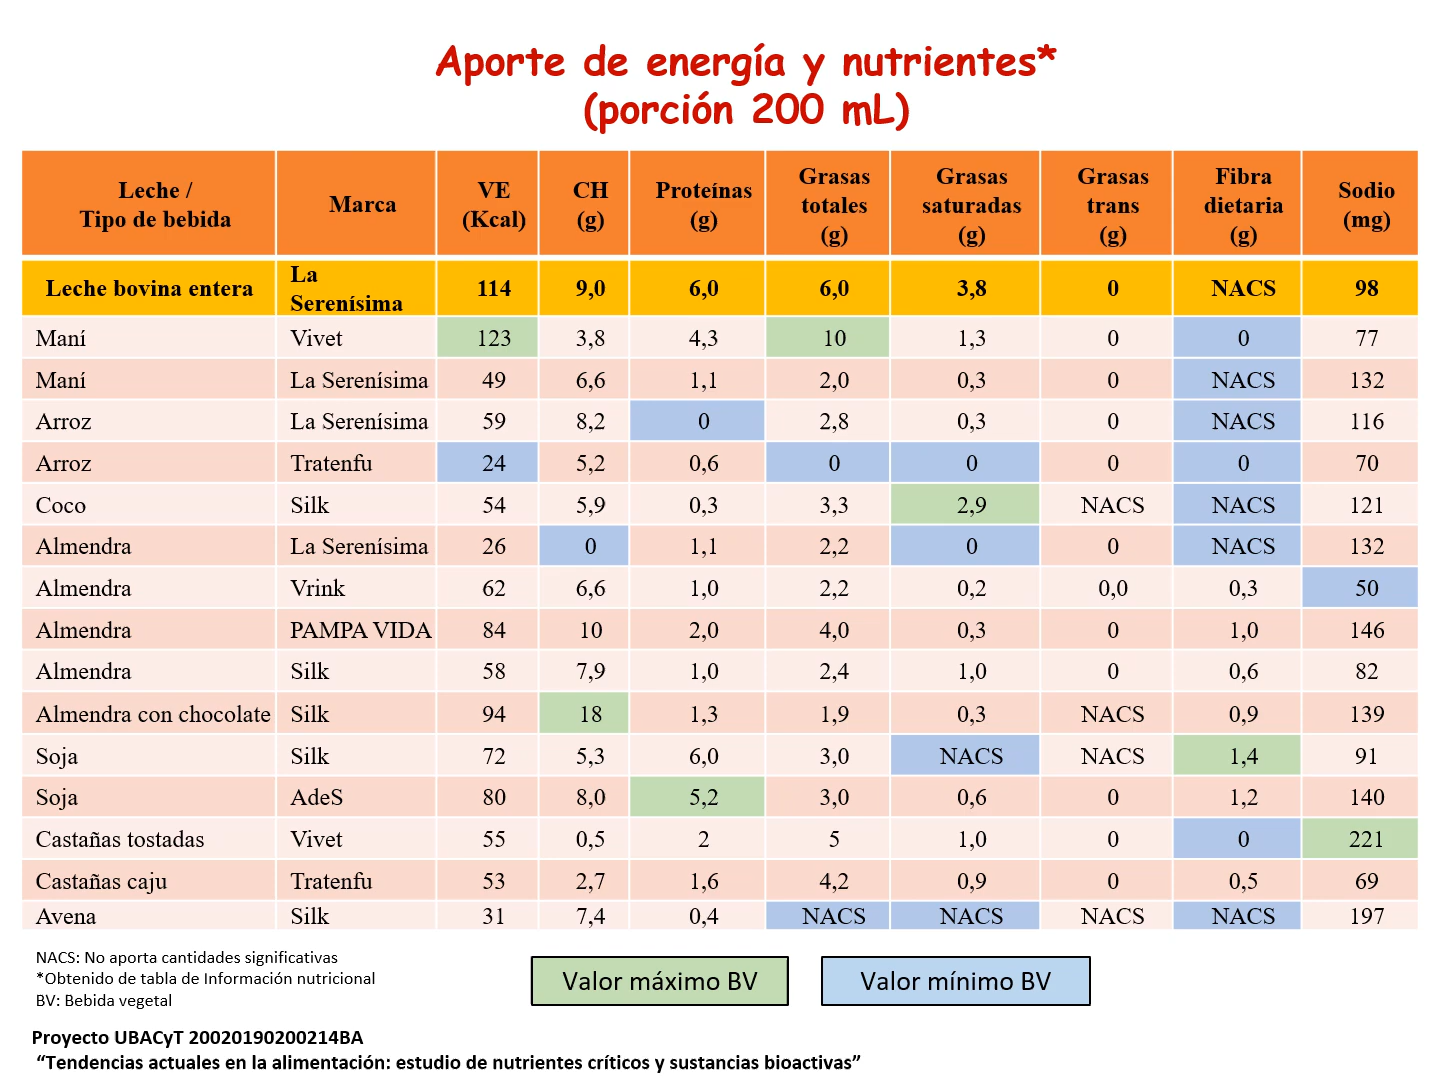 Aporte de energía y nutrientes*
(porción 200 mL)
Leche / Tipo de bebida | Marca | VE (Kcal) | CH (g) | Proteínas (g) | Grasas totales (g) | Grasas saturadas (g) | Grasas trans (g) | Fibra dietaria (g) | Sodio (mg)
Leche bovina entera | La Serenísima | 114 | 9,0 | 6,0 | 6,0 | 3,8 | 0 | NACS | 98
Maní | Vivet | 123 | 3,8 | 4,3 | 10 | 1,3 | 0 | 0 | 77
Maní | La Serenísima | 49 | 6,6 | 1,1 | 2,0 | 0,3 | 0 | NACS | 132
Arroz | La Serenísima | 59 | 8,2 | 0 | 2,8 | 0,3 | 0 | NACS | 116
Arroz | Tratenfu | 24 | 5,2 | 0,6 | 0 | 0 | 0 | 0 | 70
Coco | Silk | 54 | 5,9 | 0,3 | 3,3 | 2,9 | NACS | NACS | 121
Almendra | La Serenísima | 26 | 0 | 1,1 | 2,2 | 0 | 0 | NACS | 132
Almendra | Vrink | 62 | 6,6 | 1,0 | 2,2 | 0,2 | 0,0 | 0,3 | 50
Almendra | PAMPA VIDA | 84 | 10 | 2,0 | 4,0 | 0,3 | 0 | 1,0 | 146
Almendra | Silk | 58 | 7,9 | 1,0 | 2,4 | 1,0 | 0 | 0,6 | 82
Almendra con chocolate | Silk | 94 | 18 | 1,3 | 1,9 | 0,3 | NACS | 0,9 | 139
Soja | Silk | 72 | 5,3 | 6,0 | 3,0 | NACS | NACS | 1,4 | 91
Soja | AdeS | 80 | 8,0 | 5,2 | 3,0 | 0,6 | 0 | 1,2 | 140
Castañas tostadas | Vivet | 55 | 0,5 | 2 | 5 | 1,0 | 0 | 0 | 221
Castañas caju | Tratenfu | 53 | 2,7 | 1,6 | 4,2 | 0,9 | 0 | 0,5 | 69
Avena | Silk | 31 | 7,4 | 0,4 | NACS | NACS | NACS | NACS | 197
NACS: No aporta cantidades significativas
*Obtenido de tabla de Información nutricional
BV: Bebida vegetal
Valor máximo BV
Valor mínimo BV
Proyecto UBACyT 20020190200214BA
“Tendencias actuales en la alimentación: estudio de nutrientes críticos y sustancias bioactivas”